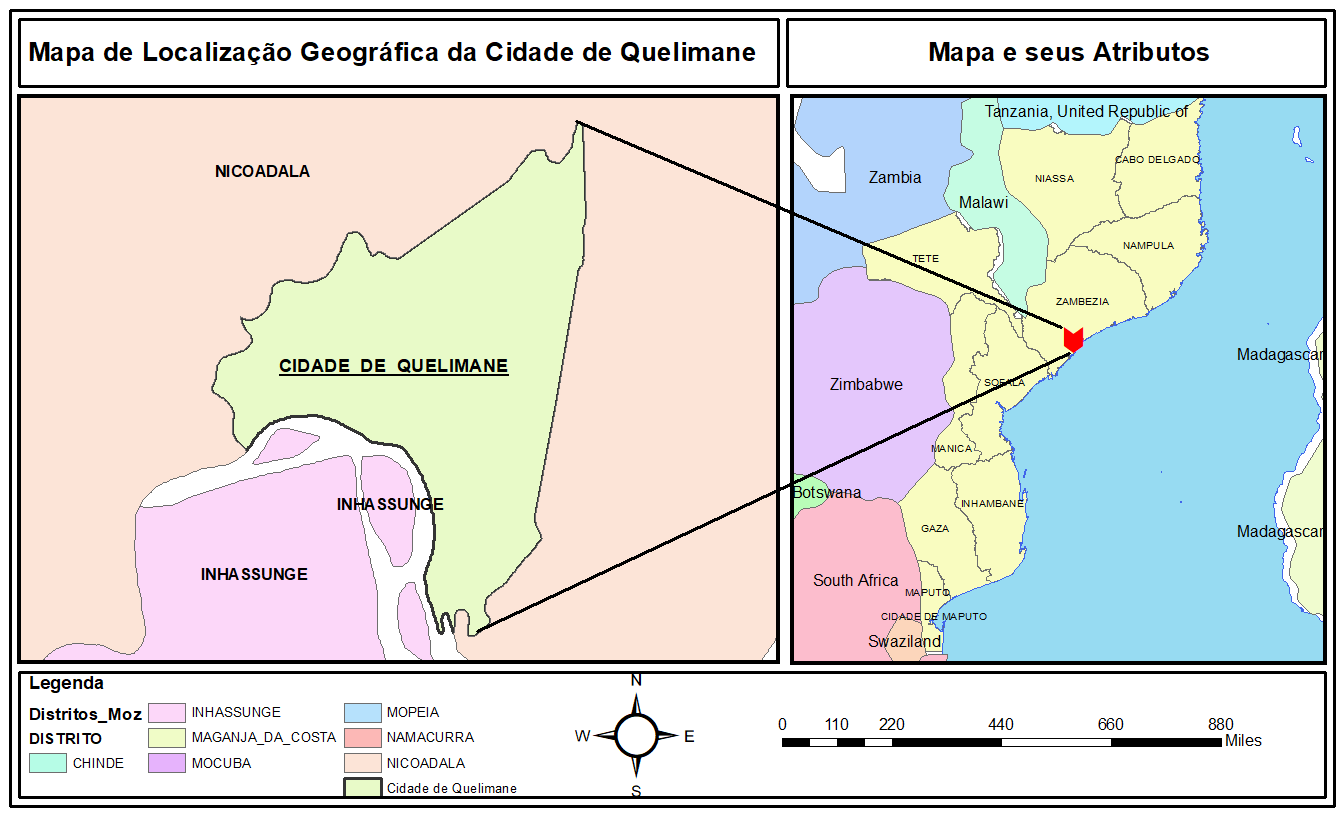 Mapa de Localização Geográfica da Cidade de Quelimane
Mapa e seus Atributos
NICOADALA
CIDADE DE QUELIMANE
INHASSUNGE
INHASSUNGE
Tanzania, United Republic of
CABO DELGADO
Zambia
NIASSA
Malawi
NAMPULA
TETE
ZAMBEZIA
Madagascar
Zimbabwe
SOFALA
MANICA
Botswana
INHAMBANE
GAZA
Madagascar
South Africa
MAPUTO
CIDADE DE MAPUTO
Swaziland
Legenda
Distritos_Moz
DISTRITO
CHINDE
INHASSUNGE
MAGANJA_DA_COSTA
MOCUBA
MOPEIA
NAMACURRA
NICOADALA
Cidade de Quelimane
N
W E
S
0 110 220 440 660 880
Miles